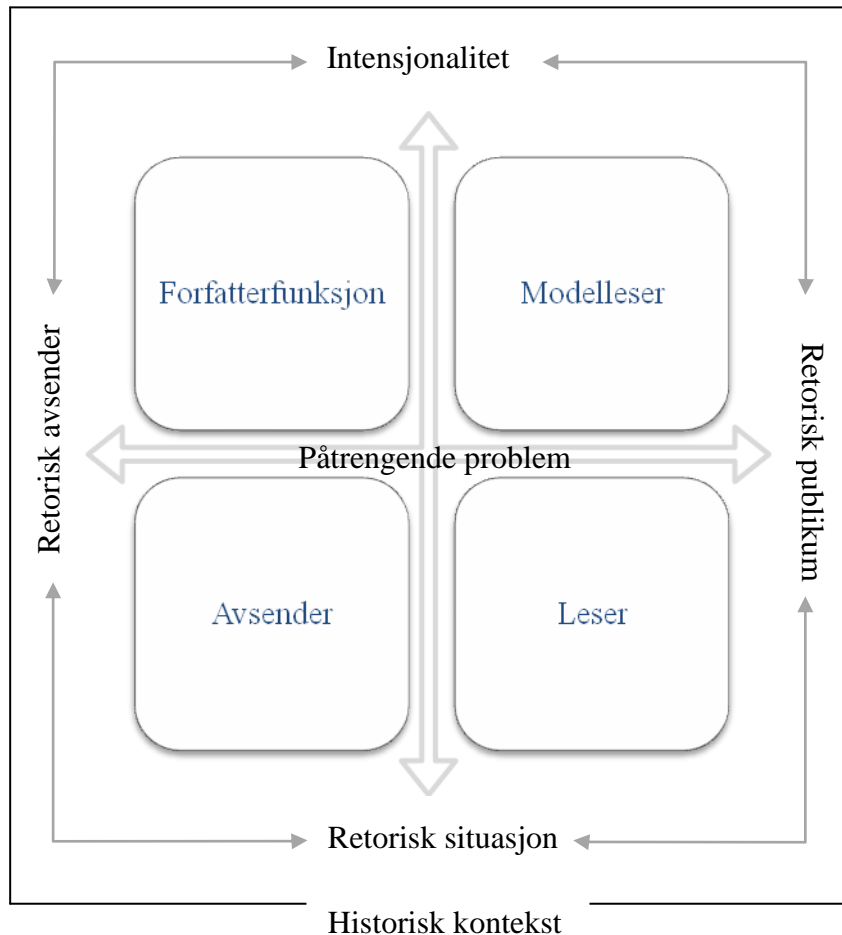 Intensjonalitet
Forfatterfunksjon
Modelleser
Retorisk avsender
Påtrengende problem
Retorisk publikum
Avsender
Leser
Retorisk situasjon
Historisk kontekst